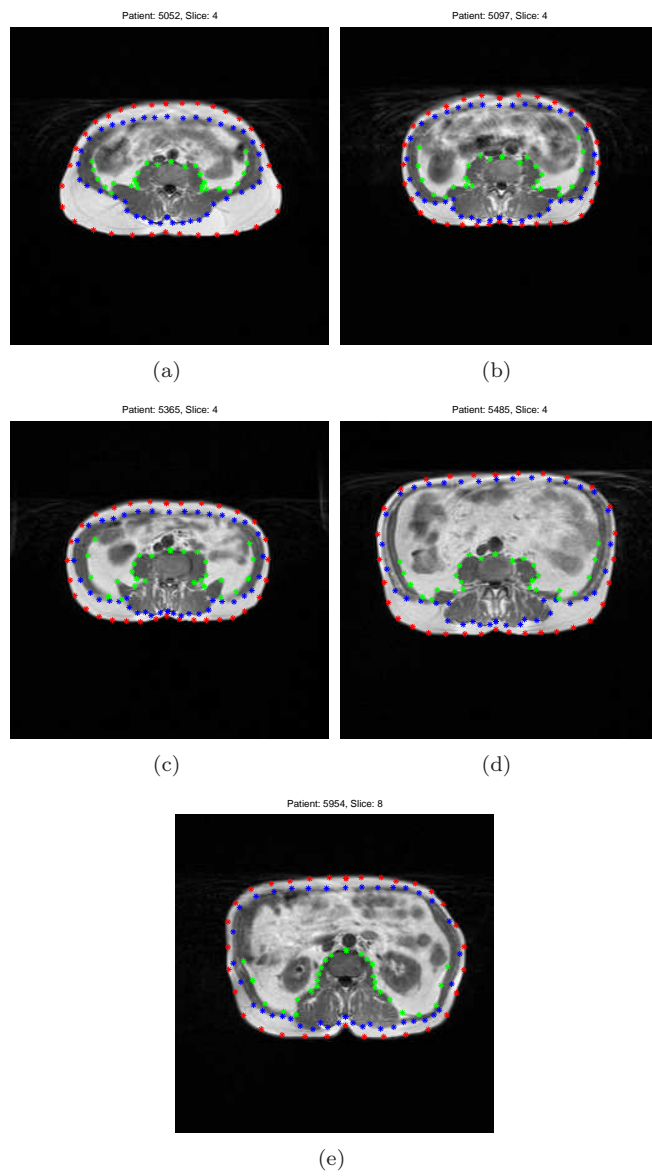 Patient: 5052, Slice: 4
Patient: 5097, Slice: 4
(a)
(b)
Patient: 5365, Slice: 4
Patient: 5485, Slice: 4
(c)
(d)
Patient: 5954, Slice: 8
(e)